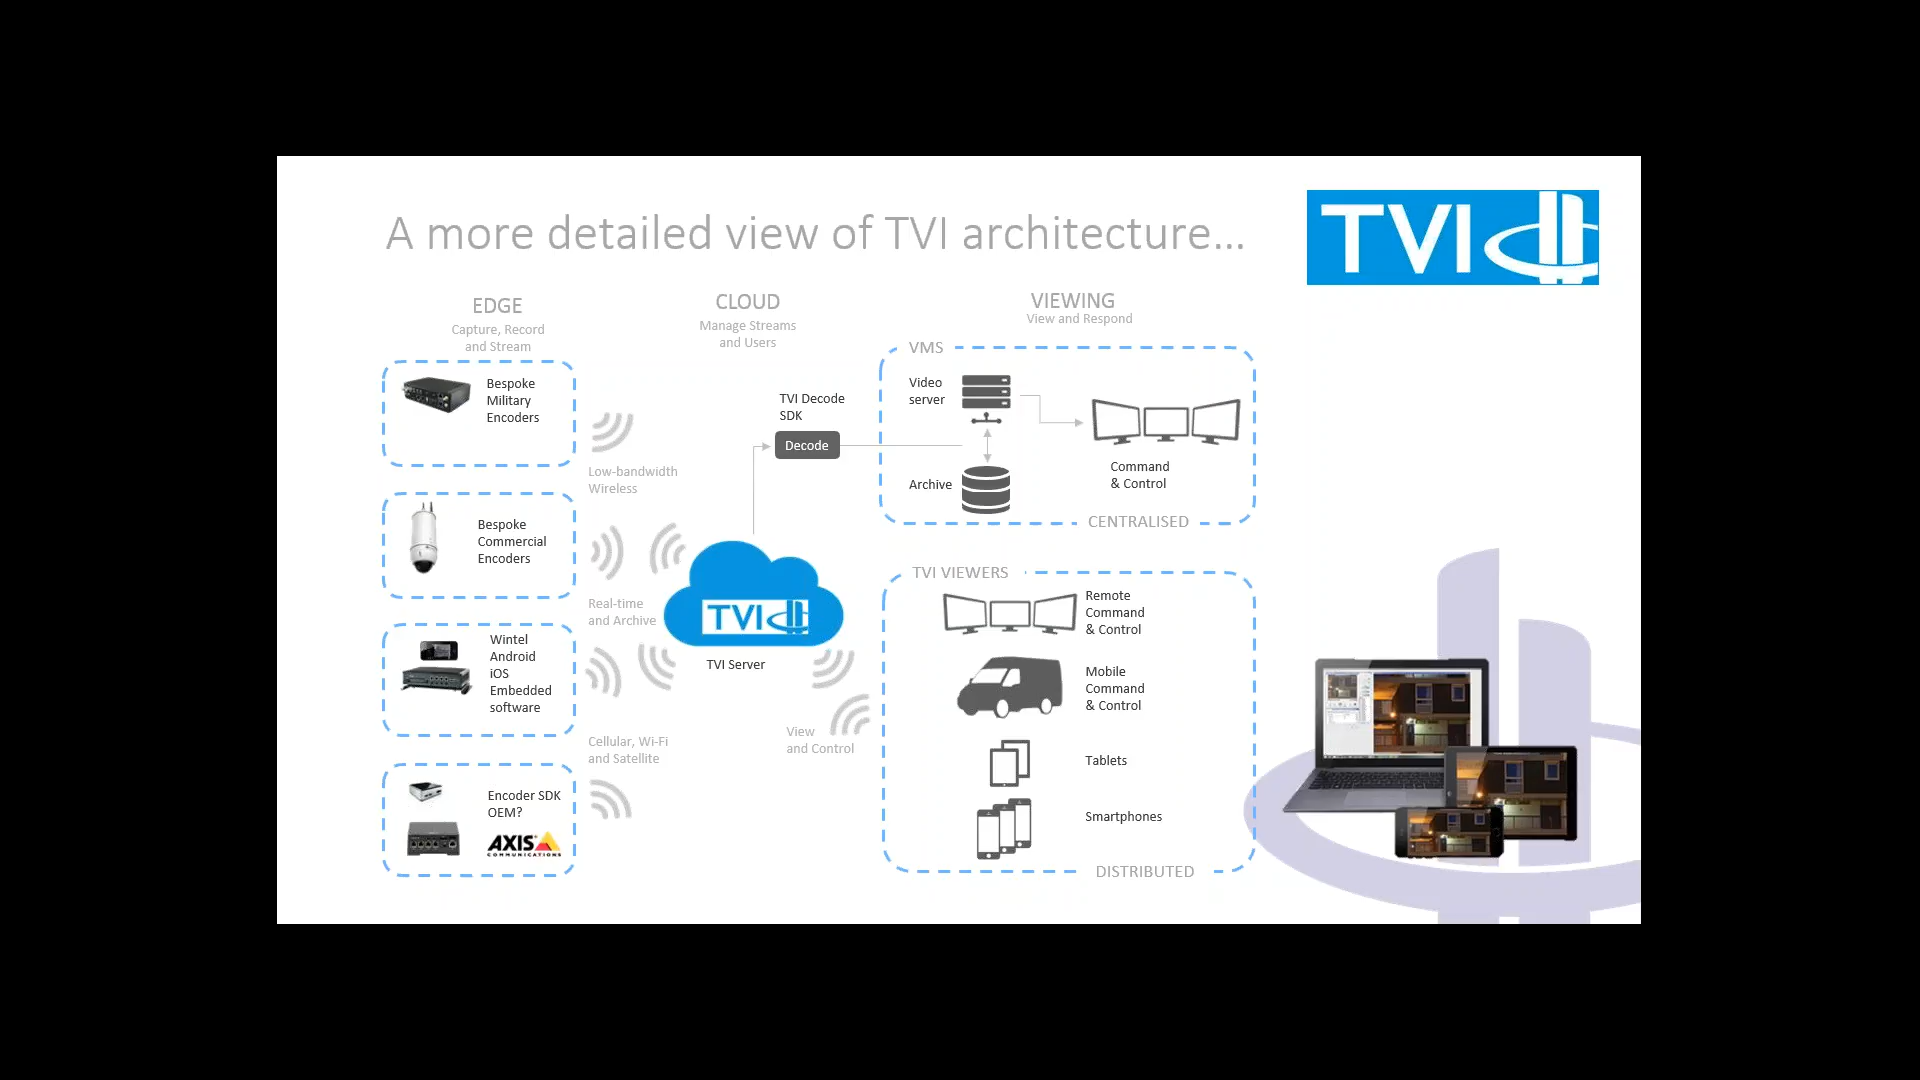 A more detailed view of TVI architecture...
TVI
EDGE
Capture, Record
and Stream
CLOUD
Manage Streams
and Users
VIEWING
View and Respond
Bespoke
Military
Encoders
Bespoke
Commercial
Encoders
Wintel
Android
iOS
Embedded
software
Encoder SDK
OEM?
AXIS
COMMUNICATIONS
Low-bandwidth
Wireless
Real-time
and Archive
Cellular, Wi-Fi
and Satellite
TVI Decode
SDK
Decode
TVI
TVI Server
View
and Control
VMS
Video
server
Archive
Command
& Control
CENTRALISED
TVI VIEWERS
Remote
Command
& Control
Mobile
Command
& Control
Tablets
Smartphones
DISTRIBUTED